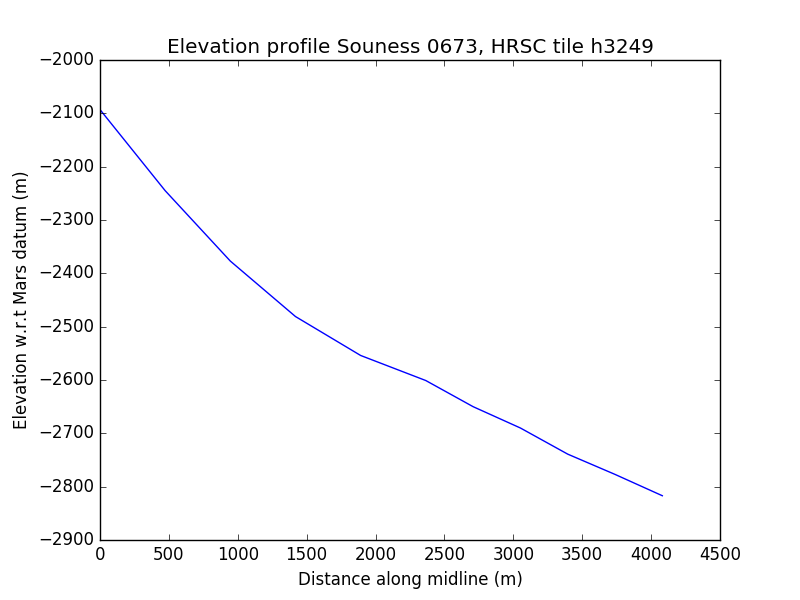 Elevation profile Souness 0673, HRSC tile h3249
−2000
−2100
−2200
−2300
−2400
−2500
−2600
−2700
−2800
−2900
Elevation w.r.t Mars datum (m)
0 500 1000 1500 2000 2500 3000 3500 4000 4500
Distance along midline (m)